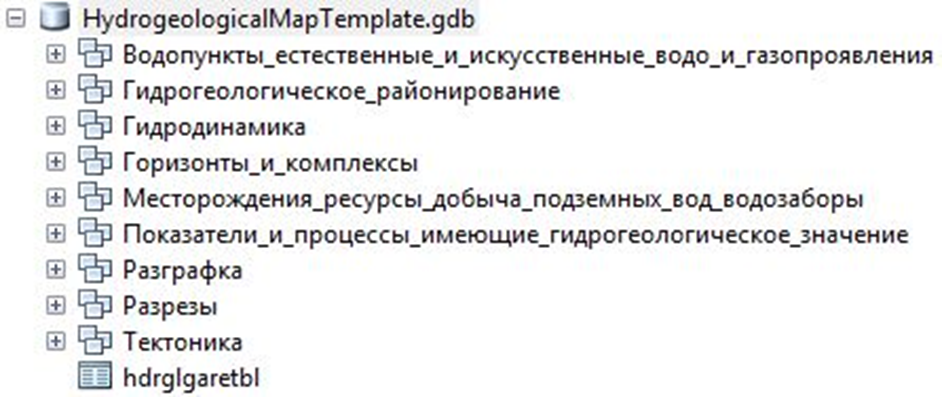 HydrogeologicalMapTemplate.gdb
Водопункты_естественные_и_искусственные_водо_и_газопроявления
Гидрогеологическое_районирование
Гидродинамика
Горизонты_и_комплексы
Месторождения_ресурсы_добыча_подземных_вод_водозаборы
Показатели_и_процессы_имеющие_гидрогеологическое_значение
Разграфка
Разрезы
Тектоника
hdrglgaretbl